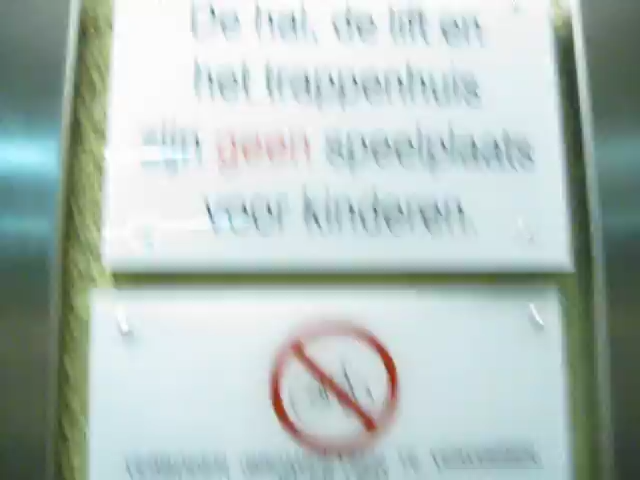 De hal, de lift en
het trappenhuis
zijn geen speelplaats
voor kinderen.